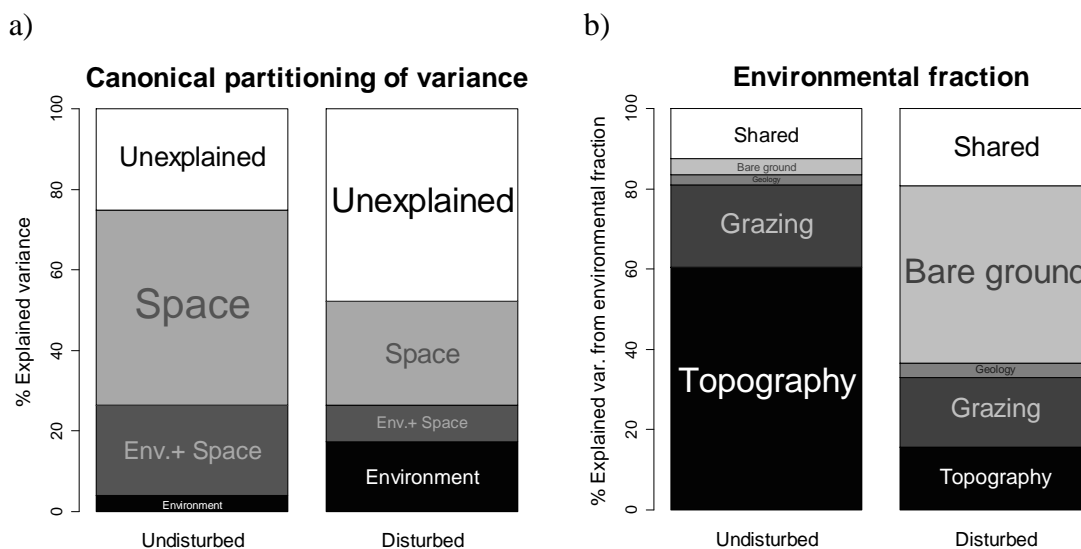 a)
Canonical partitioning of variance
% Explained variance
100
80
60
40
20
0
Unexplained
Space
Env.+ Space
Environment
Undisturbed
Unexplained
Space
Env.+ Space
Environment
Disturbed
b)
Environmental fraction
% Explained var. from environmental fraction
100
80
60
40
20
0
Shared
Bare ground
Geology
Grazing
Topography
Undisturbed
Shared
Bare ground
Geology
Grazing
Topography
Disturbed